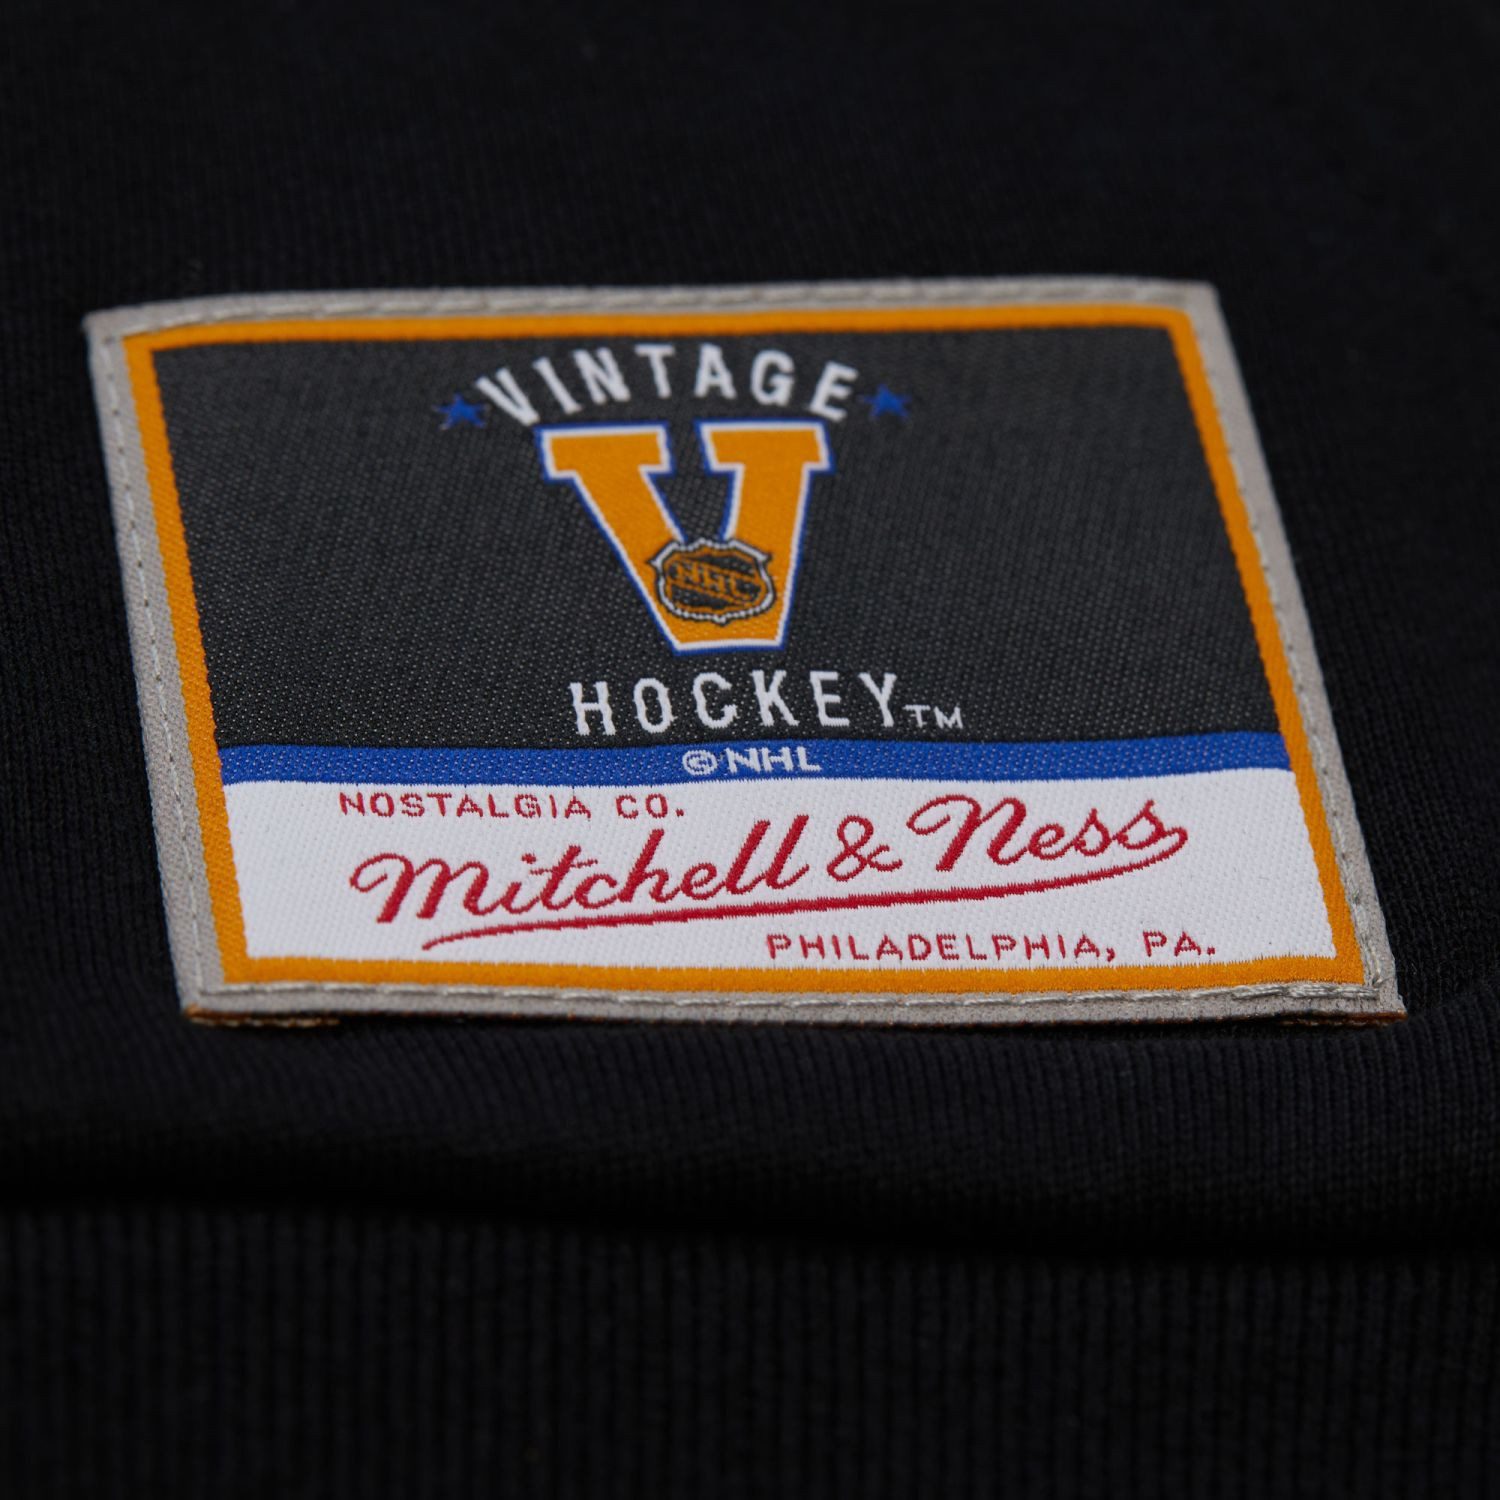 VINTAGE
V
NHL
HOCKEY™
©NHL
NOSTALGIA CO.
Mitchell & Ness
PHILADELPHIA, PA.